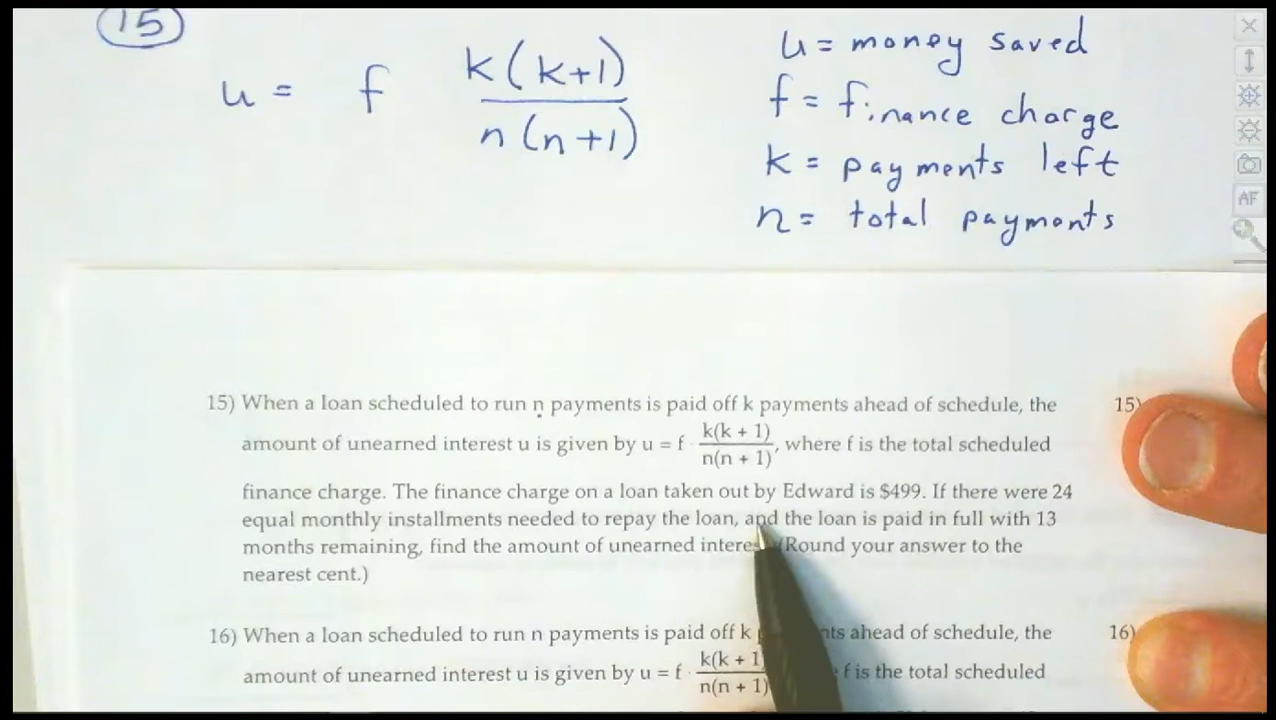 15
u = f k(k+1) / n(n+1)
u = money saved
f = finance charge
k = payments left
n = total payments
15) When a loan scheduled to run n payments is paid off k payments ahead of schedule, the
15)
amount of unearned interest u is given by u = f · k(k + 1) / n(n + 1), where f is the total scheduled
finance charge. The finance charge on a loan taken out by Edward is $499. If there were 24
equal monthly installments needed to repay the loan, and the loan is paid in full with 13
months remaining, find the amount of unearned interest. (Round your answer to the
nearest cent.)
16) When a loan scheduled to run n payments is paid off k ahead of schedule, the
16)
amount of unearned interest u is given by u = f · k(k + 1) / n(n + 1) f is the total scheduled
AF